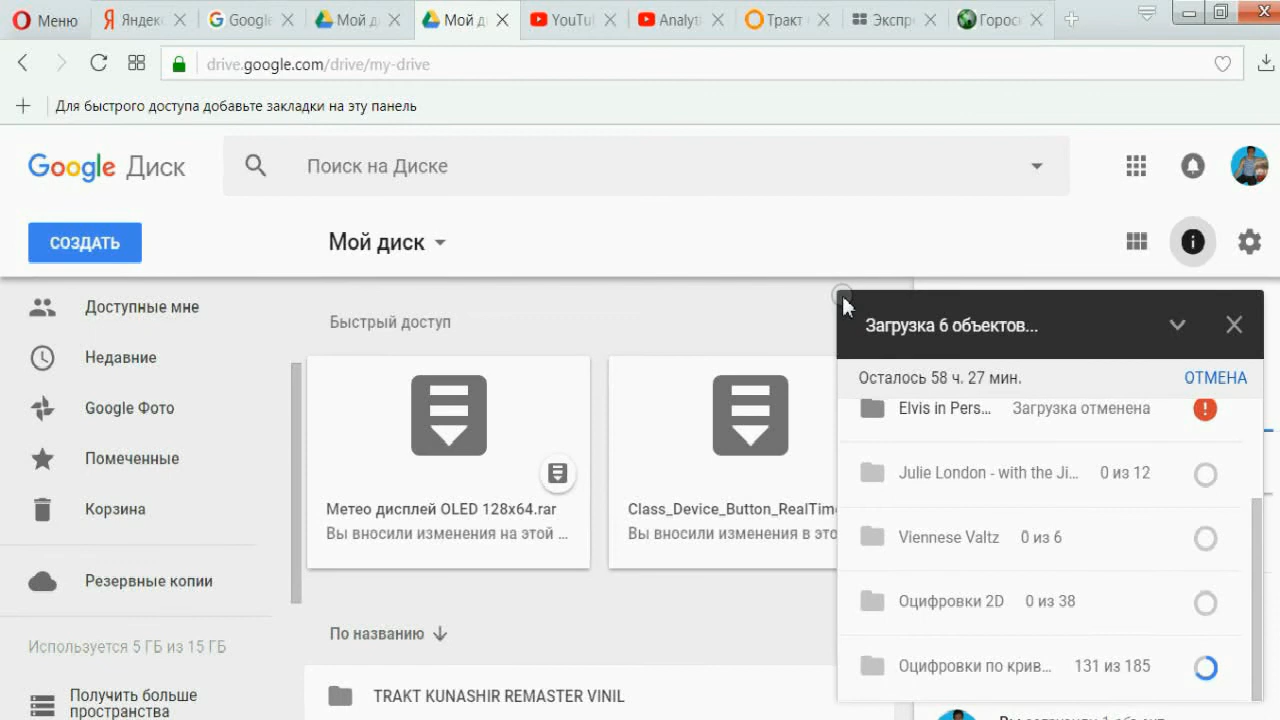 Меню
Яндек
Googl
Мой д
Мой д
YouTu
Analyti
Тракт
Экспр
Горос
drive.google.com/drive/my-drive
Для быстрого доступа добавьте закладки на эту панель
Google Диск
Поиск на Диске
СОЗДАТЬ
Мой диск
Доступные мне
Недавние
Google Фото
Помеченные
Корзина
Резервные копии
Используется 5 ГБ из 15 ГБ
Получить больше
пространства
Быстрый доступ
Метео дисплей OLED 128x64.rar
Вы вносили изменения на этой ...
Class_Device_Button_RealTime
Вы вносили изменения в это
По названию
TRAKT KUNASHIR REMASTER VINIL
Загрузка 6 объектов...
Осталось 58 ч. 27 мин.
ОТМЕНА
Elvis in Pers... Загрузка отменена
Julie London - with the Ji... 0 из 12
Viennese Valtz 0 из 6
Оцифровки 2D 0 из 38
Оцифровки по крив... 131 из 185